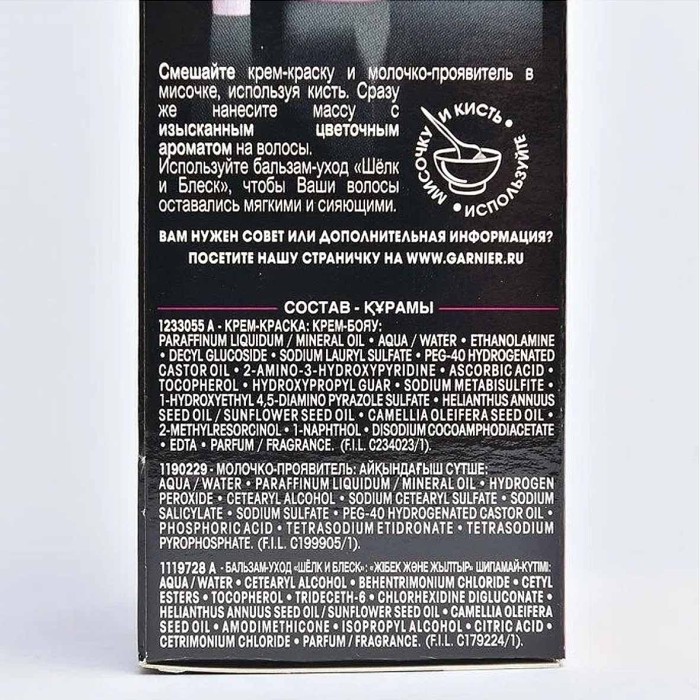 Смешайте крем-краску и молочко-проявитель в
мисочке, используя кисть. Сразу
же нанесите массу с
изысканным цветочным
ароматом на волосы.
Используйте бальзам-уход «Шёлк
и Блеск», чтобы Ваши волосы
оставались мягкими и сияющими.
ИСПОЛЬЗУЙТЕ • МИСОЧКУ И КИСТЬ •
ВАМ НУЖЕН СОВЕТ ИЛИ ДОПОЛНИТЕЛЬНАЯ ИНФОРМАЦИЯ?
ПОСЕТИТЕ НАШУ СТРАНИЧКУ НА WWW.GARNIER.RU
СОСТАВ - ҚҰРАМЫ
1233055 A - КРЕМ-КРАСКА: КРЕМ-БОЯУ:
PARAFFINUM LIQUIDUM / MINERAL OIL • AQUA / WATER • ETHANOLAMINE
• DECYL GLUCOSIDE • SODIUM LAURYL SULFATE • PEG-40 HYDROGENATED
CASTOR OIL • 2-AMINO-3-HYDROXYPYRIDINE • ASCORBIC ACID •
TOCOPHEROL • HYDROXYPROPYL GUAR • SODIUM METABISULFITE •
1-HYDROXYETHYL 4,5-DIAMINO PYRAZOLE SULFATE • HELIANTHUS ANNUUS
SEED OIL / SUNFLOWER SEED OIL • CAMELLIA OLEIFERA SEED OIL •
2-METHYLRESORCINOL • 1-NAPHTHOL • DISODIUM COCOAMPHODIACETATE
• EDTA • PARFUM / FRAGRANCE. (F.I.L. C234023/1).
1190229 - МОЛОЧКО-ПРОЯВИТЕЛЬ: АЙҚЫНДАҒЫШ СҮТШЕ:
AQUA / WATER • PARAFFINUM LIQUIDUM / MINERAL OIL • HYDROGEN
PEROXIDE • CETEARYL ALCOHOL • SODIUM CETEARYL SULFATE • SODIUM
SALICYLATE • SODIUM SULFATE • PEG-40 HYDROGENATED CASTOR OIL •
PHOSPHORIC ACID • TETRASODIUM ETIDRONATE • TETRASODIUM
PYROPHOSPHATE. (F.I.L. C199905/1).
1119728 A - БАЛЬЗАМ-УХОД «ШЁЛК И БЛЕСК»: «ЖІБЕК ЖӘНЕ ЖЫЛТЫР» ШИПАМАЙ-КҮТІМІ:
AQUA / WATER • CETEARYL ALCOHOL • BEHENTRIMONIUM CHLORIDE • CETYL
ESTERS • TOCOPHEROL • TRIDECETH-6 • CHLORHEXIDINE DIGLUCONATE •
HELIANTHUS ANNUUS SEED OIL / SUNFLOWER SEED OIL • CAMELLIA OLEIFERA
SEED OIL • AMODIMETHICONE • ISOPROPYL ALCOHOL • CITRIC ACID •
CETRIMONIUM CHLORIDE • PARFUM / FRAGRANCE. (F.I.L. C179224/1).